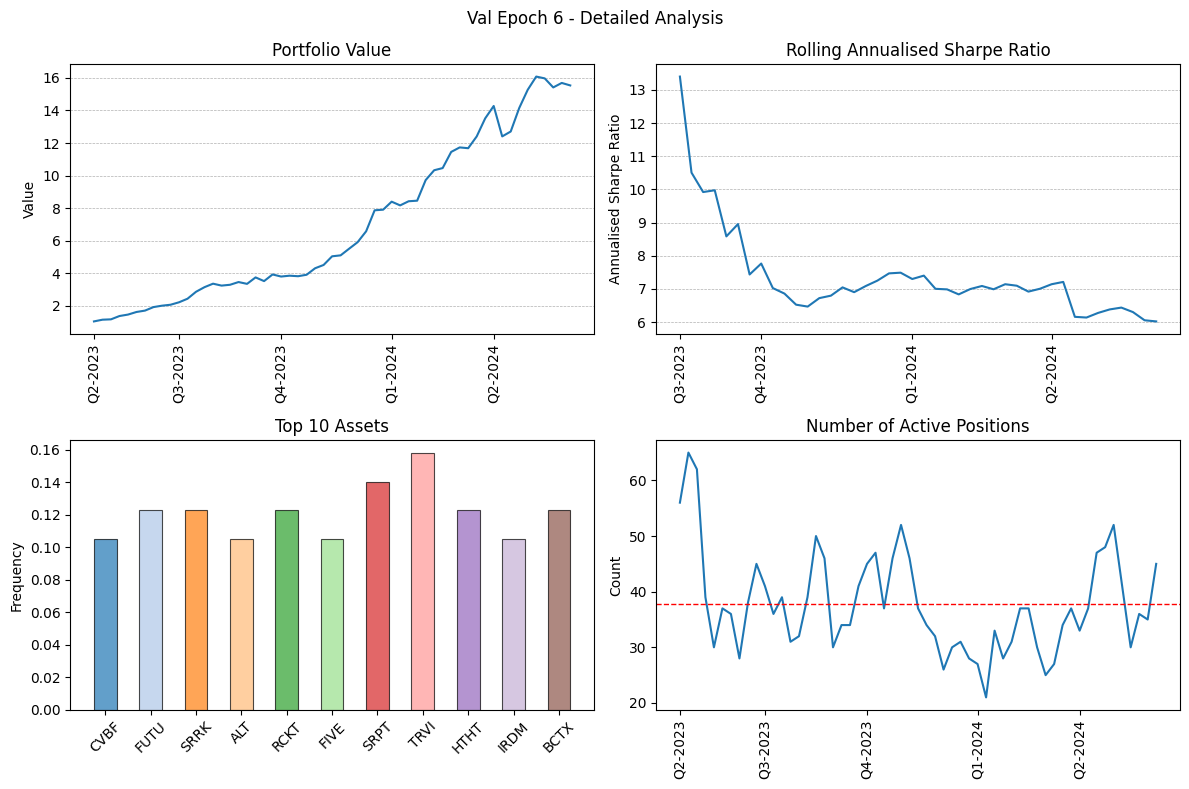 Val Epoch 6 - Detailed Analysis
Portfolio Value
Value
16
14
12
10
8
6
4
2
Q2-2023
Q3-2023
Q4-2023
Q1-2024
Q2-2024
Rolling Annualised Sharpe Ratio
Annualised Sharpe Ratio
13
12
11
10
9
8
7
6
Q3-2023
Q4-2023
Q1-2024
Q2-2024
Top 10 Assets
Frequency
0.16
0.14
0.12
0.10
0.08
0.06
0.04
0.02
0.00
CVBF
FUTU
SRRK
ALT
RCKT
FIVE
SRPT
TRVI
HTHT
IRDM
BCTX
Number of Active Positions
Count
60
50
40
30
20
Q2-2023
Q3-2023
Q4-2023
Q1-2024
Q2-2024